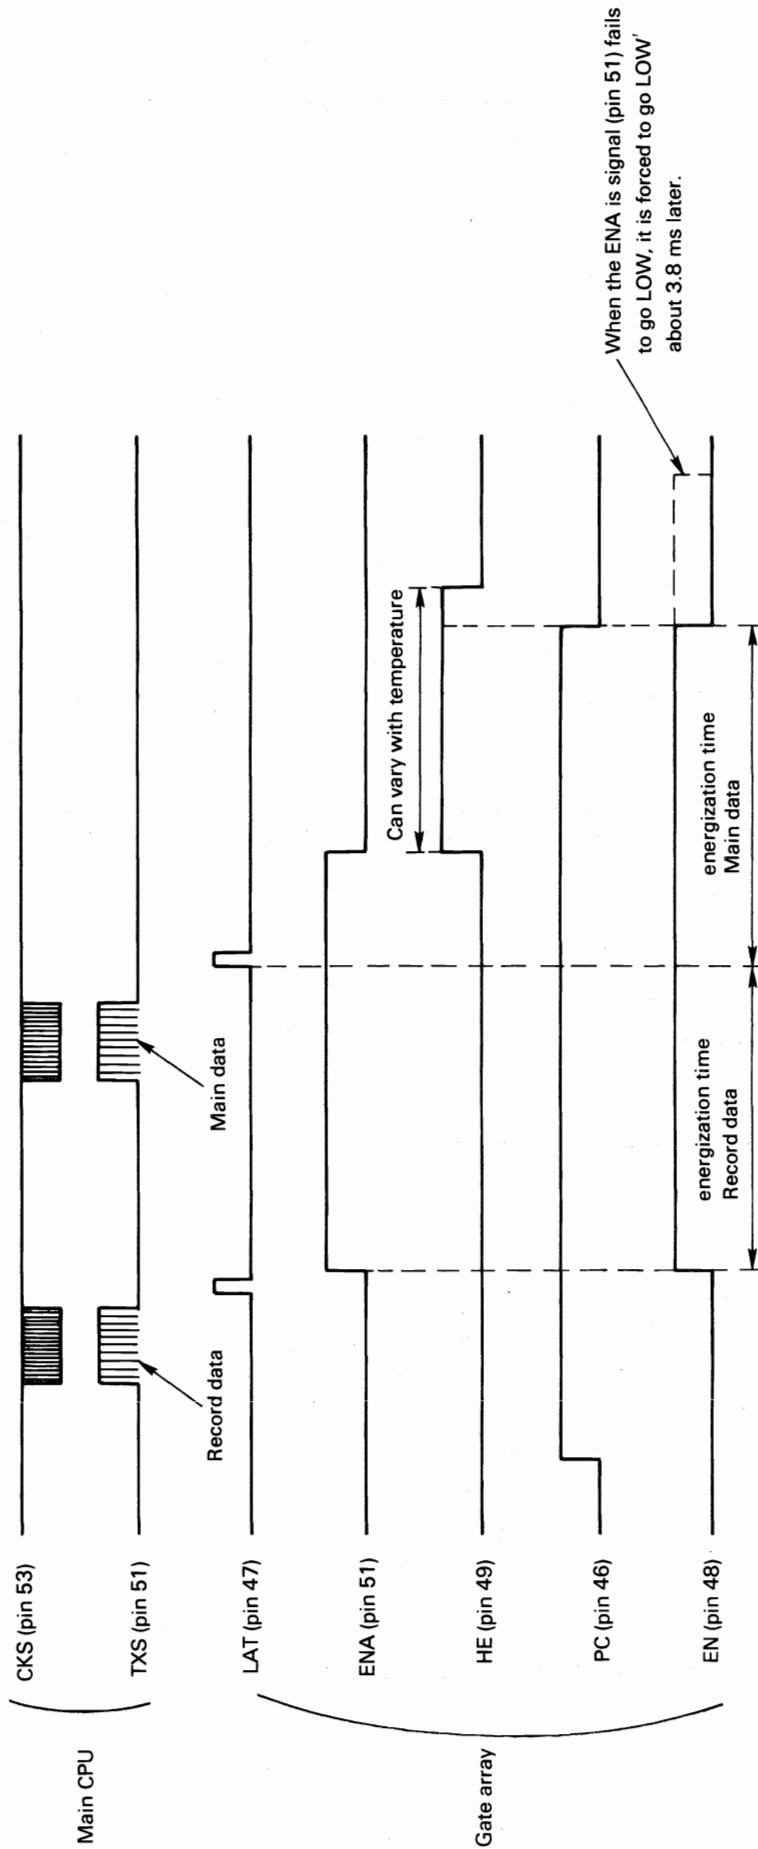 Main CPU
CKS (pin 53)
TXS (pin 51)
Record data
Main data
Gate array
LAT (pin 47)
ENA (pin 51)
HE (pin 49)
Can vary with temperature
PC (pin 46)
EN (pin 48)
energization time
Record data
energization time
Main data
When the ENA is signal (pin 51) fails
to go LOW, it is forced to go LOW'
about 3.8 ms later.